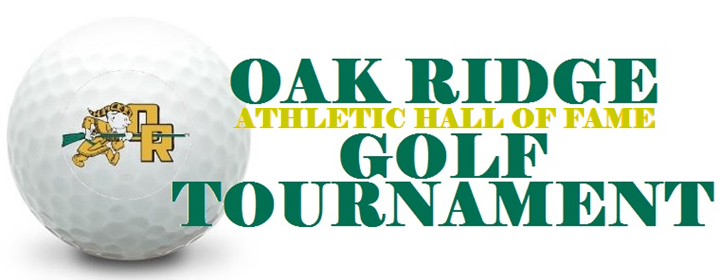 OR
OAK RIDGE
ATHLETIC HALL OF FAME
GOLF
TOURNAMENT